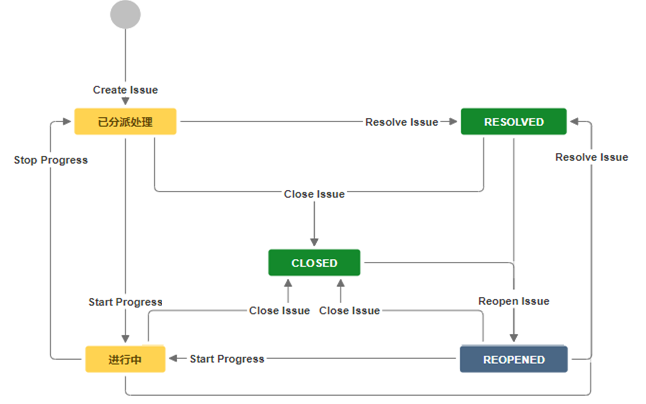 Create Issue
已分派处理
Resolve Issue
RESOLVED
Stop Progress
Resolve Issue
Close Issue
CLOSED
Start Progress
Close Issue
Close Issue
Reopen Issue
进行中
Start Progress
REOPENED